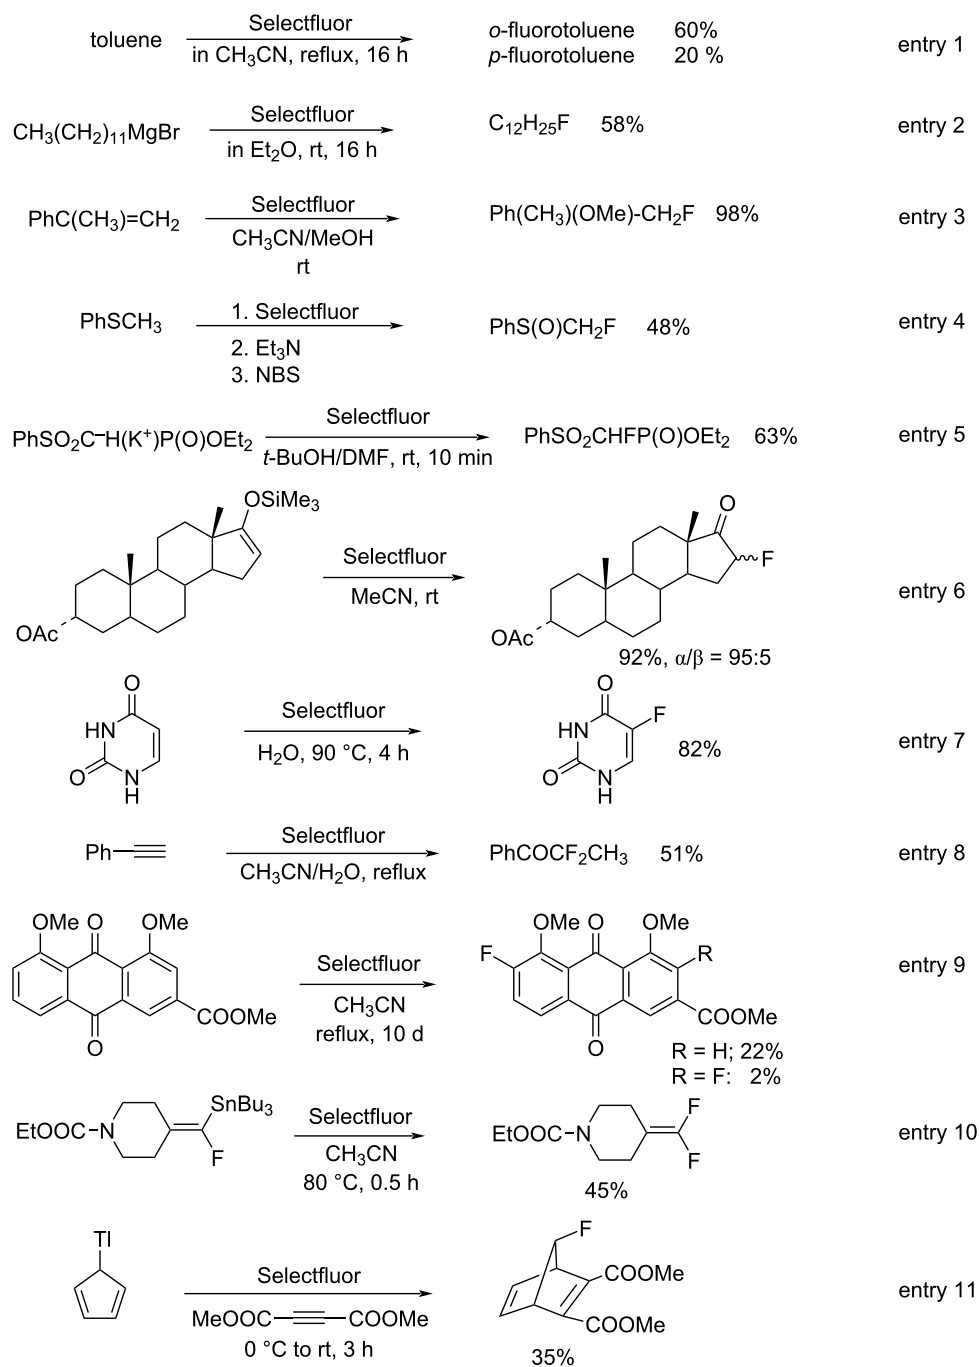 toluene Selectfluor o-fluorotoluene 60% entry 1
in CH3CN, reflux, 16 h p-fluorotoluene 20 %
CH3(CH2)11MgBr Selectfluor C12H25F 58% entry 2
in Et2O, rt, 16 h
PhC(CH3)=CH2 Selectfluor Ph(CH3)(OMe)-CH2F 98% entry 3
CH3CN/MeOH
rt
PhSCH3 1. Selectfluor PhS(O)CH2F 48% entry 4
2. Et3N
3. NBS
PhSO2C–H(K+)P(O)OEt2 Selectfluor PhSO2CHFP(O)OEt2 63% entry 5
t-BuOH/DMF, rt, 10 min
OSiMe3 O
Selectfluor F entry 6
MeCN, rt
OAc OAc
92%, α/β = 95:5
O O
HN Selectfluor HN F entry 7
O N H H2O, 90 °C, 4 h O N H 82%
Ph Selectfluor PhCOCF2CH3 51% entry 8
CH3CN/H2O, reflux
OMe O OMe OMe O OMe
Selectfluor F R entry 9
CH3CN
COOMe reflux, 10 d COOMe
O O
R = H; 22%
R = F: 2%
SnBu3 Selectfluor F
EtOOC-N F CH3CN EtOOC-N F entry 10
80 °C, 0.5 h 45%
Tl F
Selectfluor COOMe entry 11
MeOOC COOMe COOMe
0 °C to rt, 3 h 35%